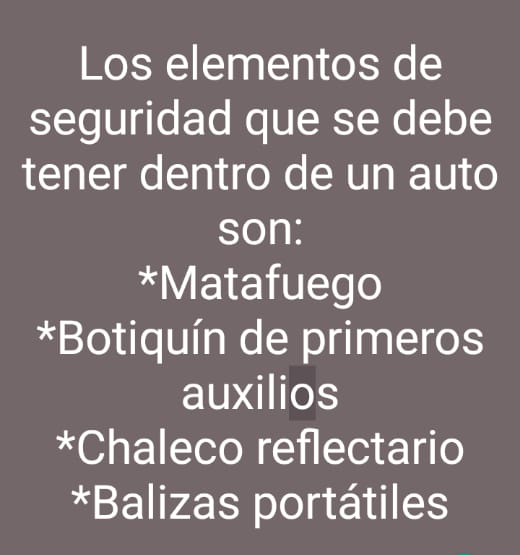 Los elementos de
seguridad que se debe
tener dentro de un auto
son:
*Matafuego
*Botiquín de primeros
auxilios
*Chaleco reflectario
*Balizas portátiles